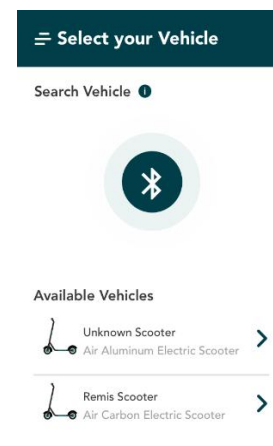 Select your Vehicle
Search Vehicle
Available Vehicles
Unknown Scooter
Air Aluminum Electric Scooter
Remis Scooter
Air Carbon Electric Scooter